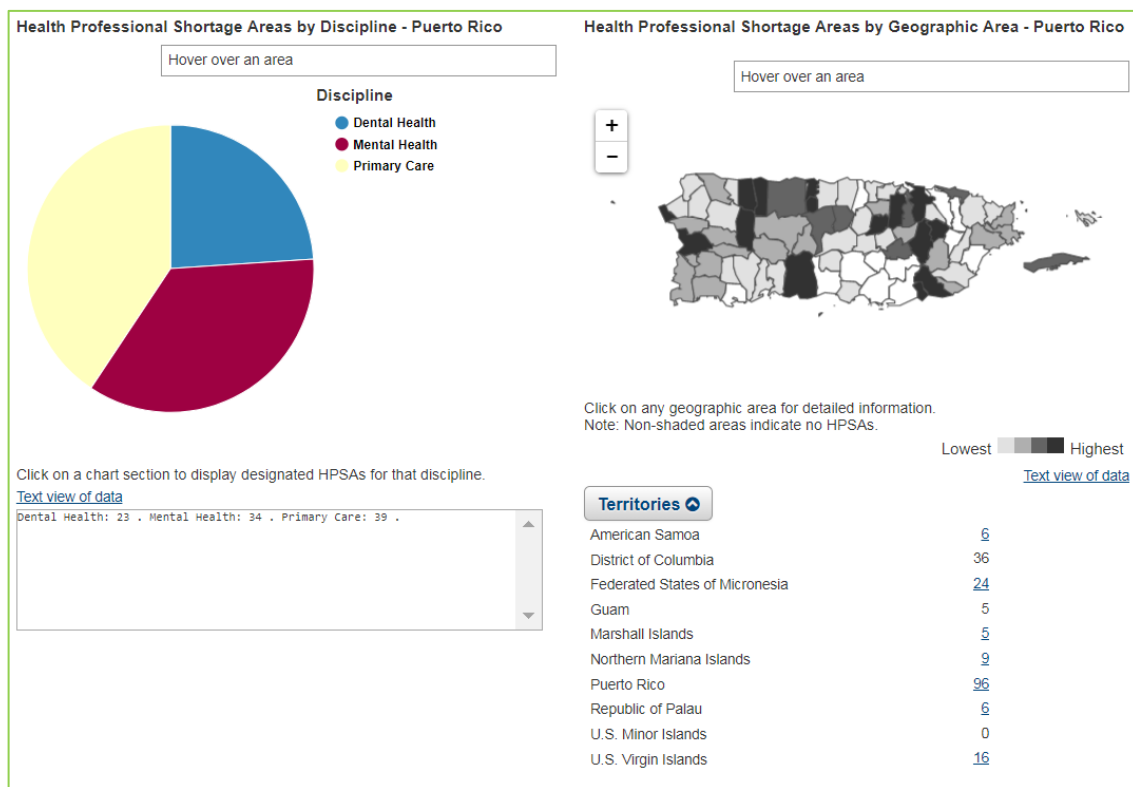 Health Professional Shortage Areas by Discipline - Puerto Rico
Hover over an area
Discipline
Dental Health
Mental Health
Primary Care
Click on a chart section to display designated HPSAs for that discipline.
Text view of data
Dental Health: 23 . Mental Health: 34 . Primary Care: 39 .
Health Professional Shortage Areas by Geographic Area - Puerto Rico
Hover over an area
+
−
Click on any geographic area for detailed information.
Note: Non-shaded areas indicate no HPSAs.
Lowest Highest
Text view of data
Territories
American Samoa 6
District of Columbia 36
Federated States of Micronesia 24
Guam 5
Marshall Islands 5
Northern Mariana Islands 9
Puerto Rico 96
Republic of Palau 6
U.S. Minor Islands 0
U.S. Virgin Islands 16